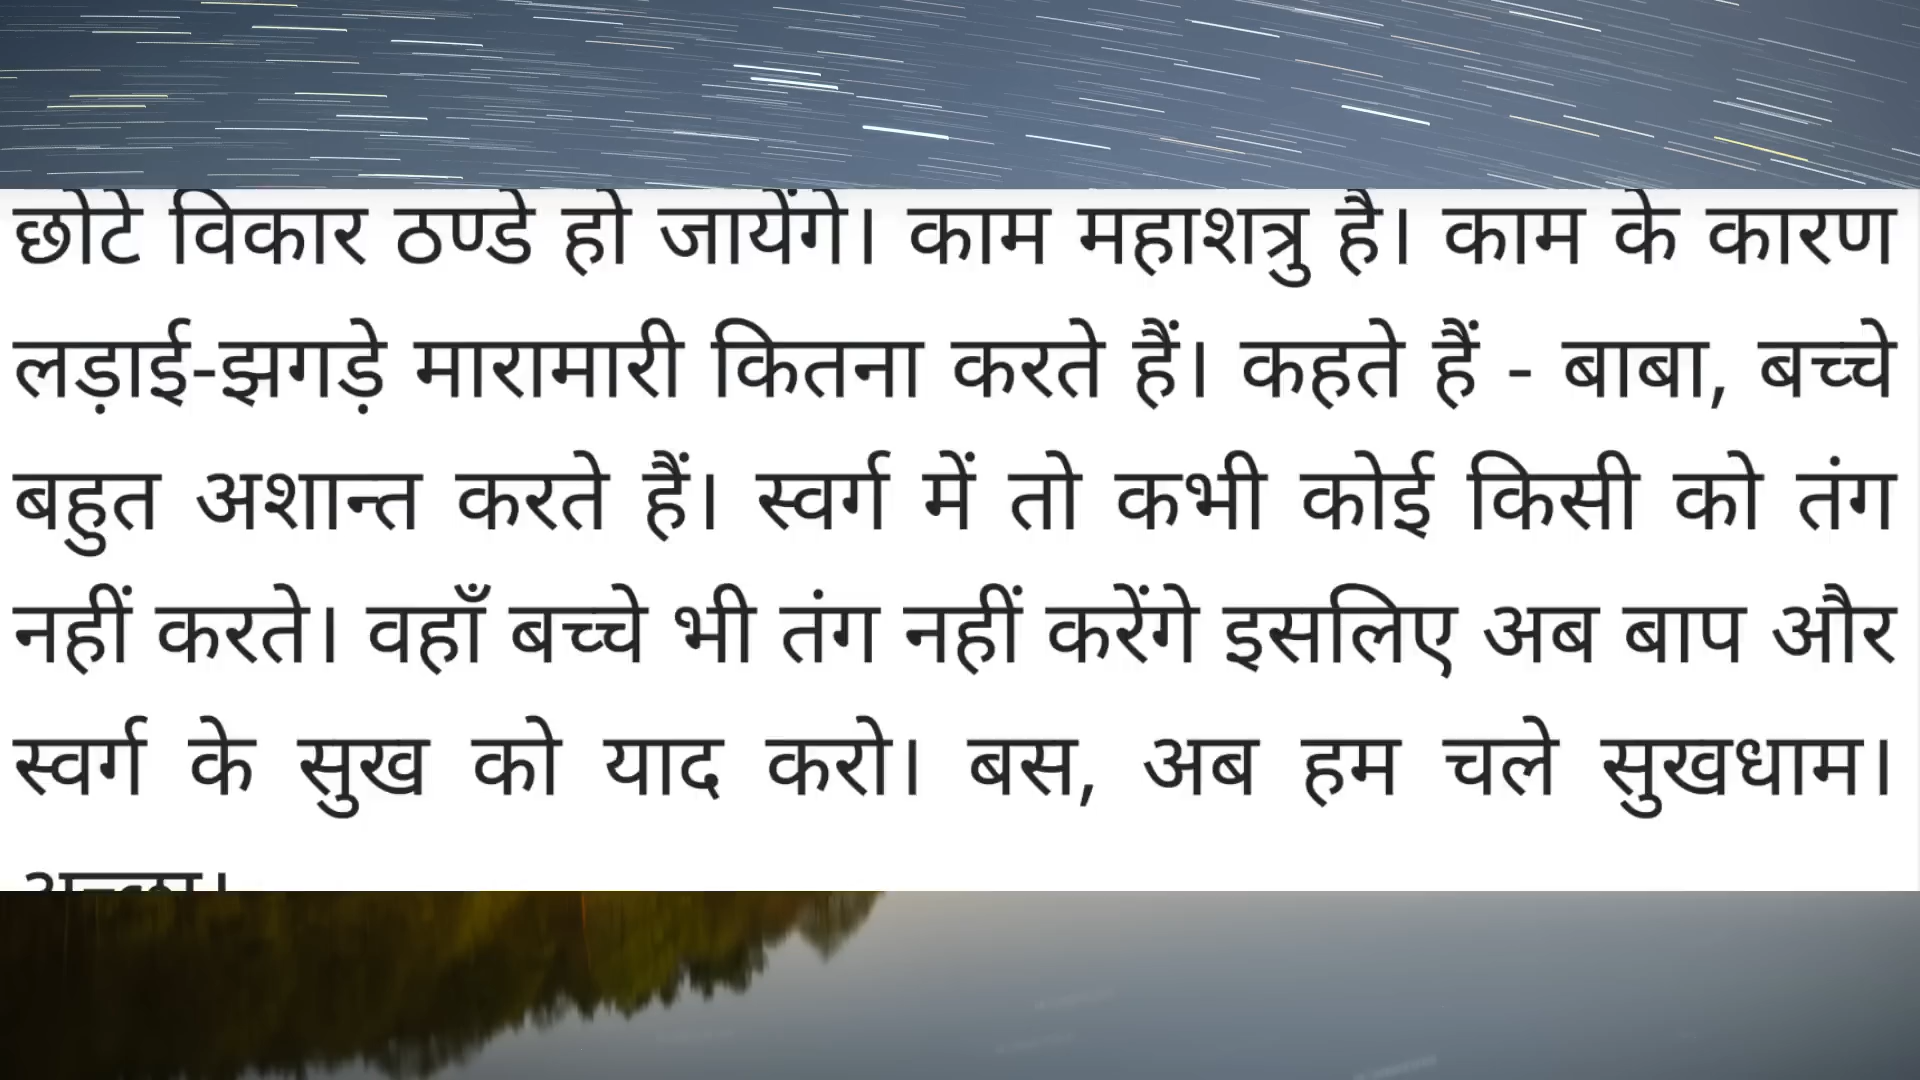 छोटे विकार ठण्डे हो जायेंगे। काम महाशत्रु है। काम के कारण
लड़ाई-झगड़े मारामारी कितना करते हैं। कहते हैं - बाबा, बच्चे
बहुत अशान्त करते हैं। स्वर्ग में तो कभी कोई किसी को तंग
नहीं करते। वहाँ बच्चे भी तंग नहीं करेंगे इसलिए अब बाप और
स्वर्ग के सुख को याद करो। बस, अब हम चले सुखधाम।